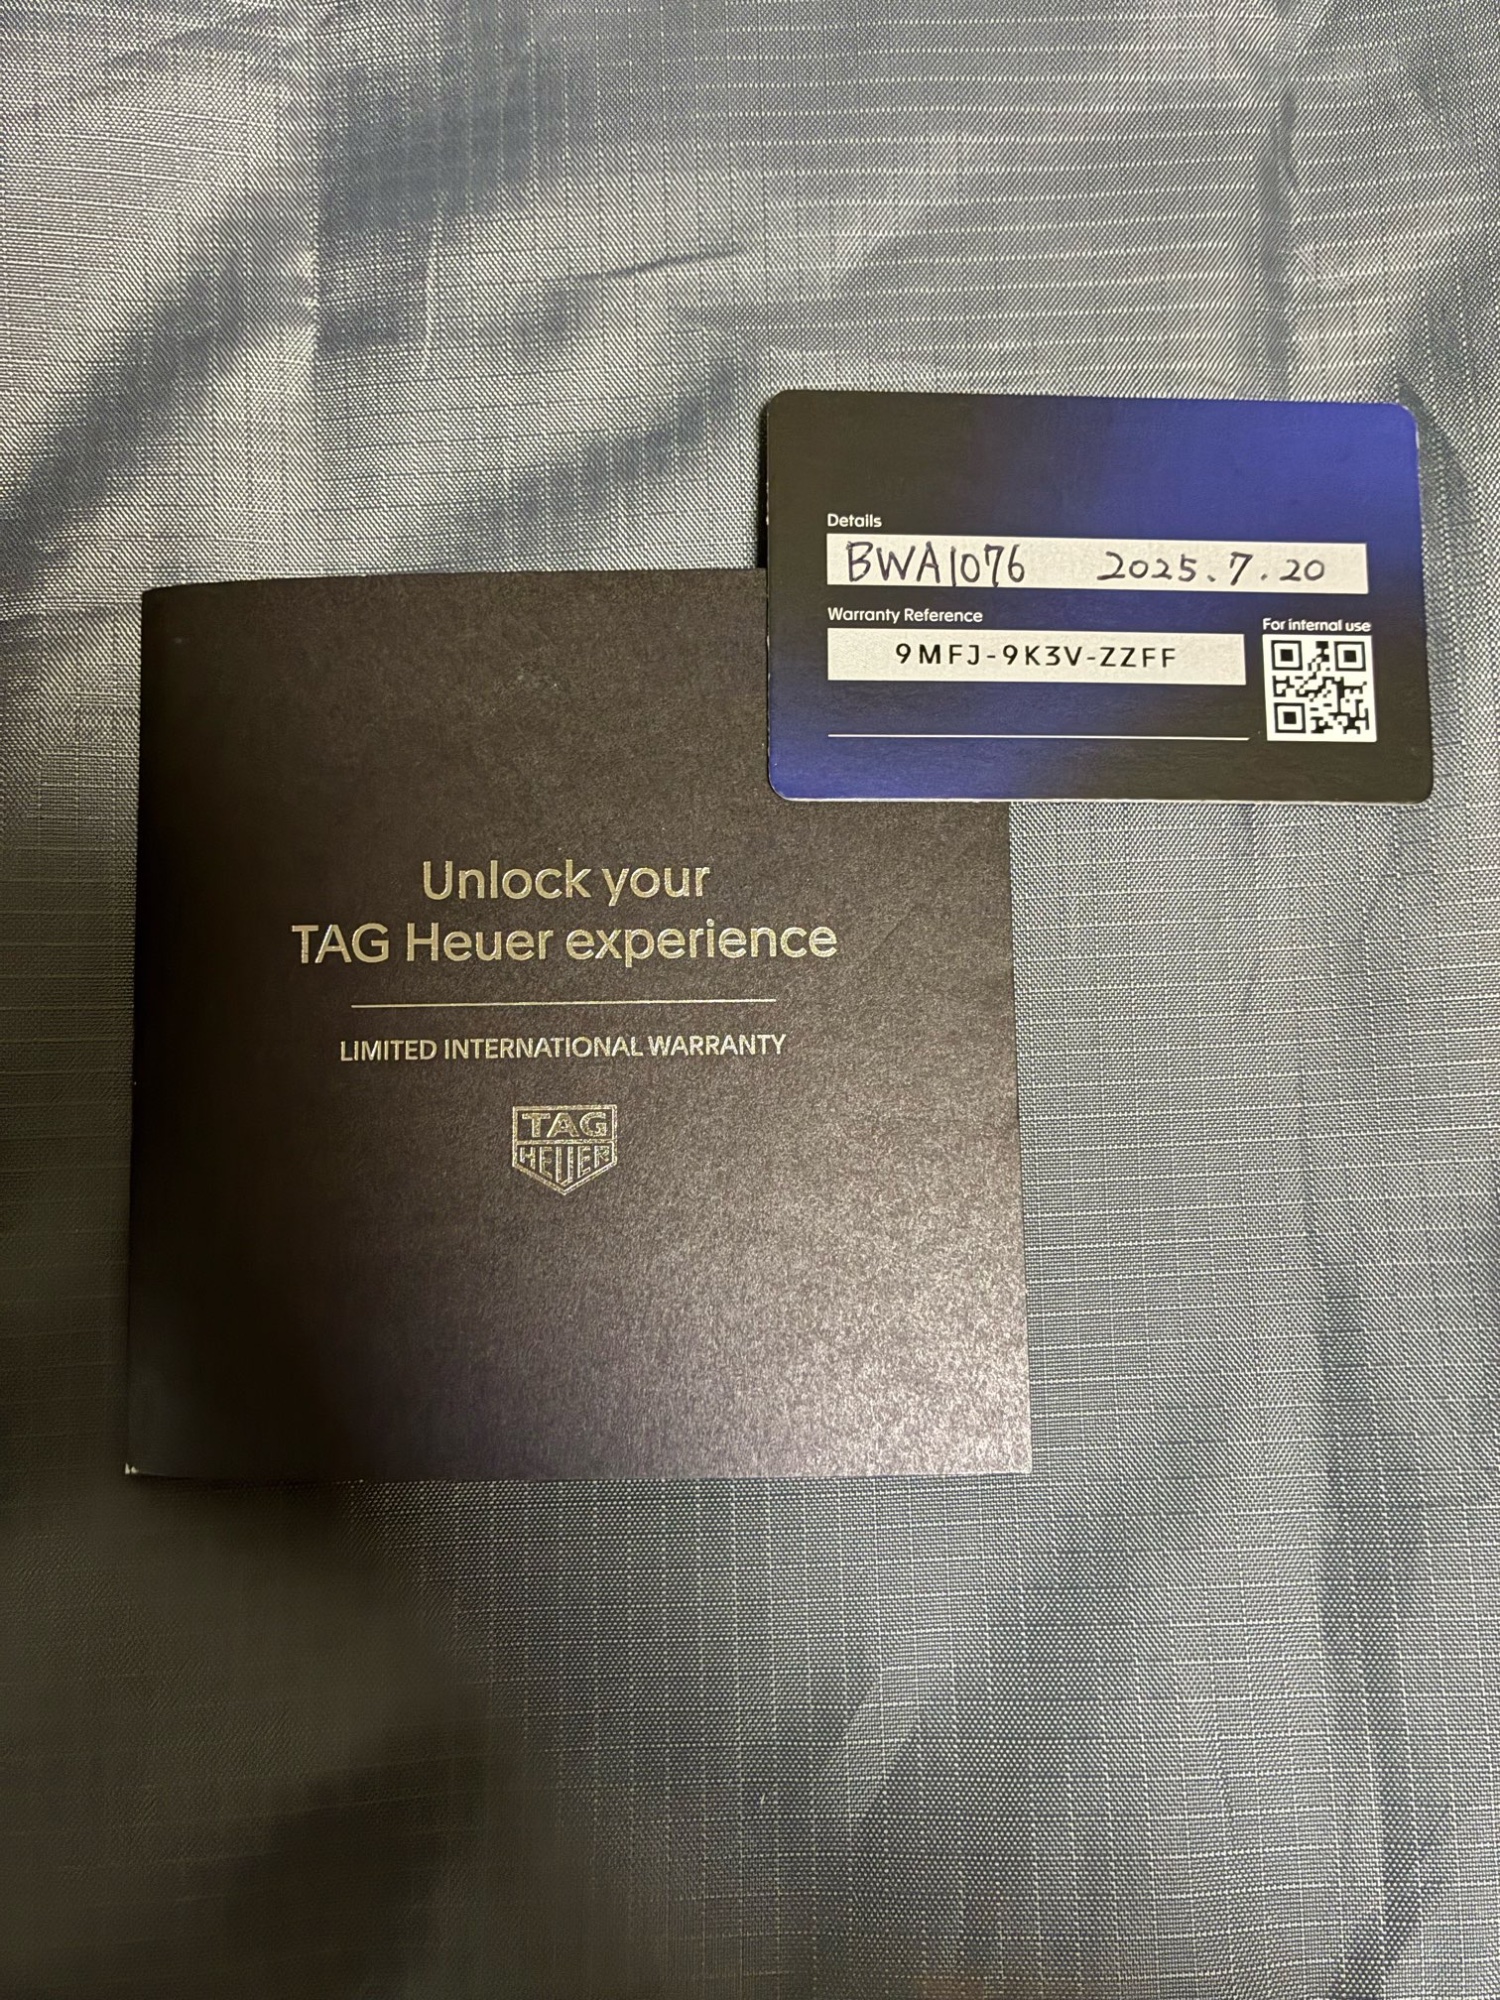 Details
BWA1076 2025.7.20
Warranty Reference
For internal use
9MFJ-9K3V-ZZFF
Unlock your
TAG Heuer experience
LIMITED INTERNATIONAL WARRANTY
TAG
HEUER